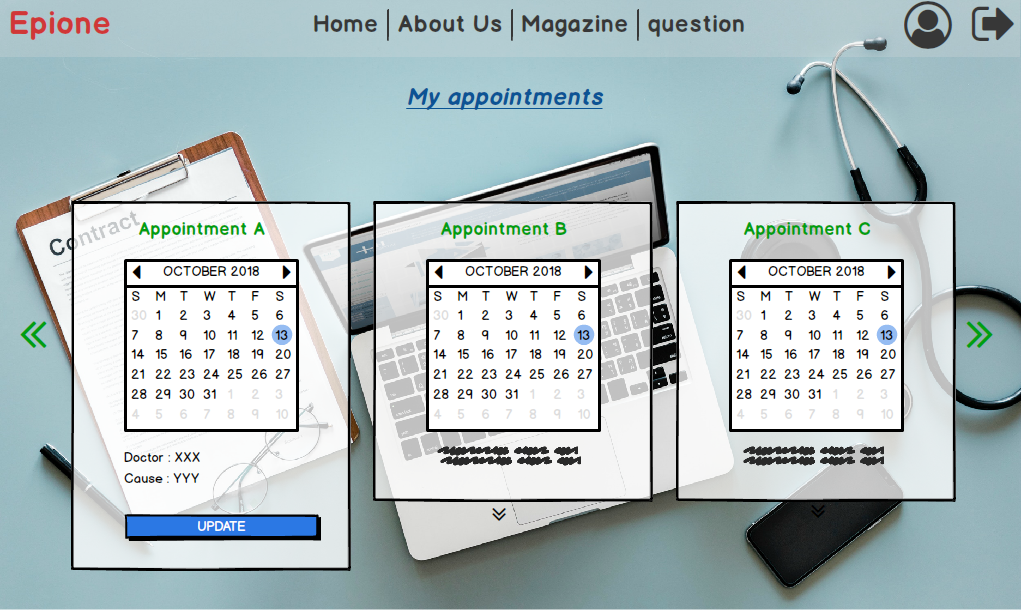 Epione
Home | About Us | Magazine | question
My appointments
Contract
Appointment A
OCTOBER 2018
S M T W T F S
30 1 2 3 4 5 6
7 8 9 10 11 12 13
14 15 16 17 18 19 20
21 22 23 24 25 26 27
28 29 30 31 1 2 3
4 5 6 7 8 9 10
Doctor : XXX
Cause : YYY
UPDATE
Appointment B
OCTOBER 2018
S M T W T F S
30 1 2 3 4 5 6
7 8 9 10 11 12 13
14 15 16 17 18 19 20
21 22 23 24 25 26 27
28 29 30 31 1 2 3
4 5 6 7 8 9 10
Appointment C
OCTOBER 2018
S M T W T F S
30 1 2 3 4 5 6
7 8 9 10 11 12 13
14 15 16 17 18 19 20
21 22 23 24 25 26 27
28 29 30 31 1 2 3
4 5 6 7 8 9 10